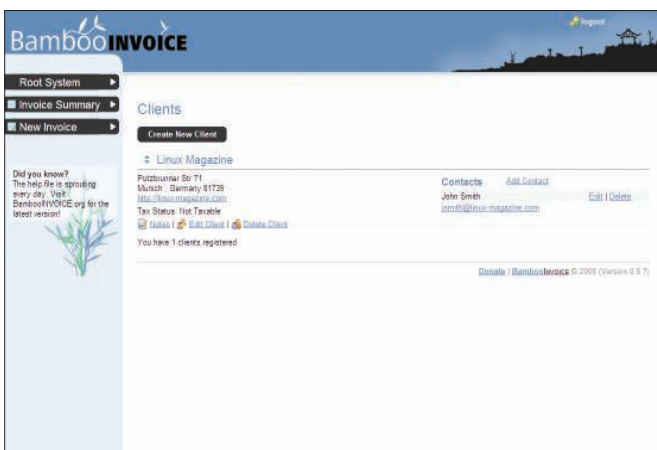 BambooINVOICE
logout
Root System
Invoice Summary
New Invoice
Did you know?
The help file is sprouting
every day. Visit
BambooINVOICE.org for the
latest version!
Clients
Create New Client
Linux Magazine
Putzbrunner Str 71
Munich, Germany 81739
http://linux-magazine.com
Tax Status: Not Taxable
Notes | Edit Client | Delete Client
You have 1 clients registered
Contacts Add Contact
John Smith Edit | Delete
jsmith@linux-magazine.com
Donate | BambooInvoice © 2008 (Version 0.8.7)